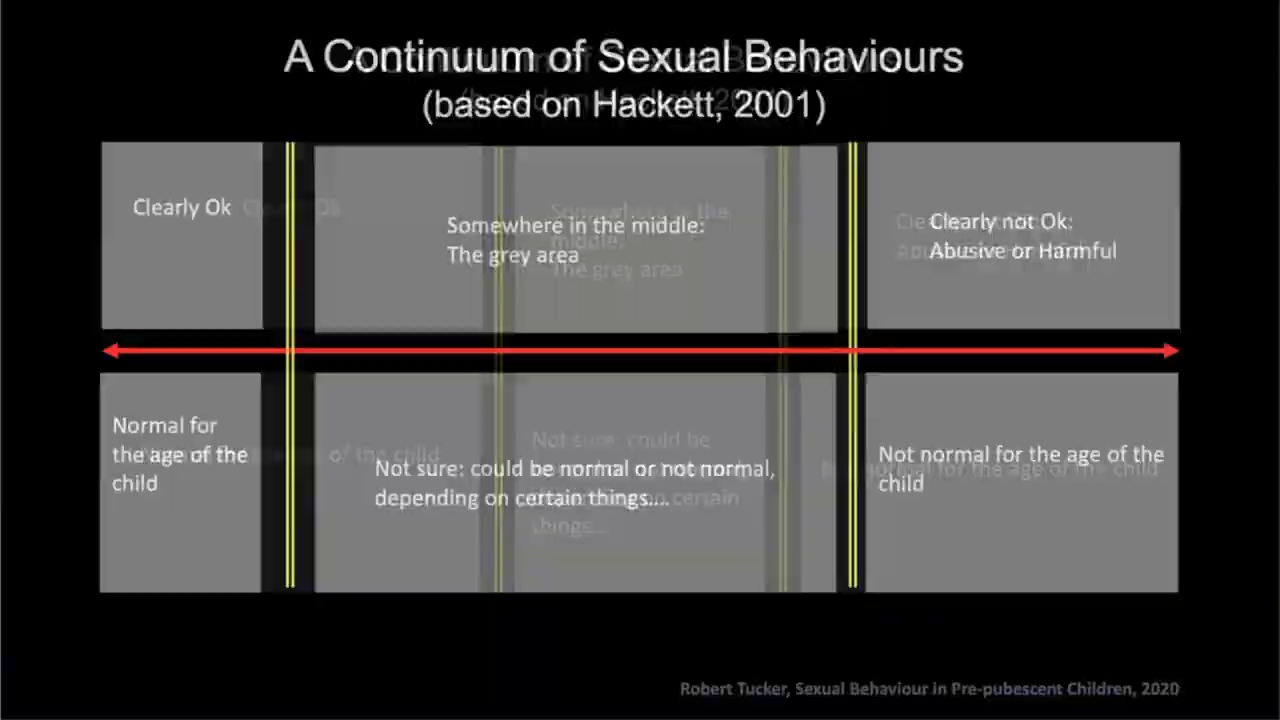 A Continuum of Sexual Behaviours
(based on Hackett, 2001)
Clearly Ok
Somewhere in the middle:
The grey area
Clearly not Ok:
Abusive or Harmful
Normal for
the age of the
child
Not sure: could be normal or not normal,
depending on certain things....
Not normal for the age of the
child
Robert Tucker, Sexual Behaviour in Pre-pubescent Children, 2020